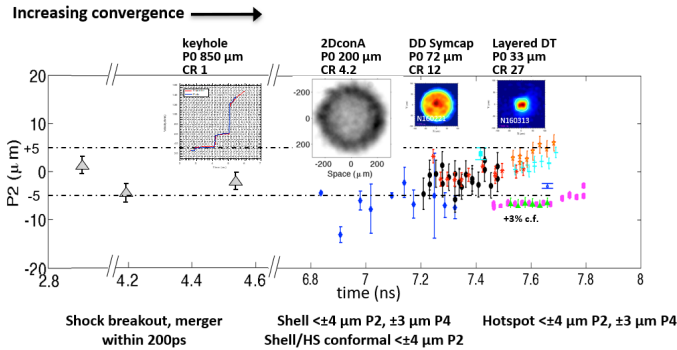 Increasing convergence
keyhole
P0 850 μm
CR 1
2DconA
P0 200 μm
CR 4.2
DD Symcap
P0 72 μm
CR 12
Layered DT
P0 33 μm
CR 27
-200
0
200
-200 0 200
Space (μm)
N160221
N160313
P2 (μm)
20
10
+5
0
-5
-10
-20
+3% c.f.
2.8 4.2 4.6 6.8 7 7.2 7.4 7.6 7.8 8
time (ns)
Shock breakout, merger
within 200ps
Shell <±4 μm P2, ±3 μm P4
Shell/HS conformal <±4 μm P2
Hotspot <±4 μm P2, ±3 μm P4